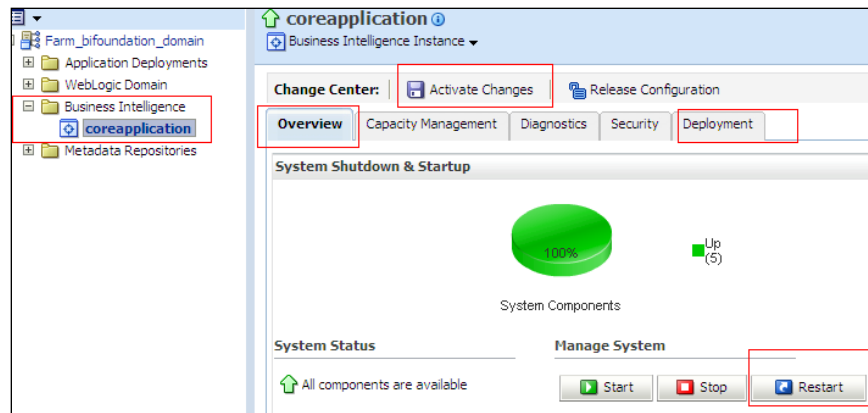 Farm_bifoundation_domain
Application Deployments
WebLogic Domain
Business Intelligence
coreapplication
Metadata Repositories
coreapplication
Business Intelligence Instance
Change Center: Activate Changes Release Configuration
Overview Capacity Management Diagnostics Security Deployment
System Shutdown & Startup
100%
Up
(5)
System Components
System Status Manage System
All components are available Start Stop Restart